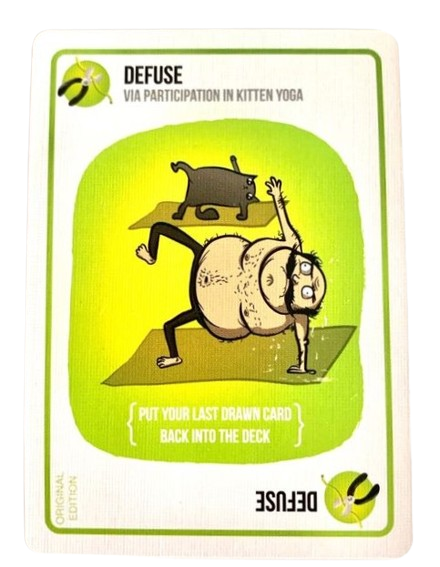 DEFUSE
VIA PARTICIPATION IN KITTEN YOGA
{PUT YOUR LAST DRAWN CARD
BACK INTO THE DECK}
ORIGINAL
EDITION
DEFUSE